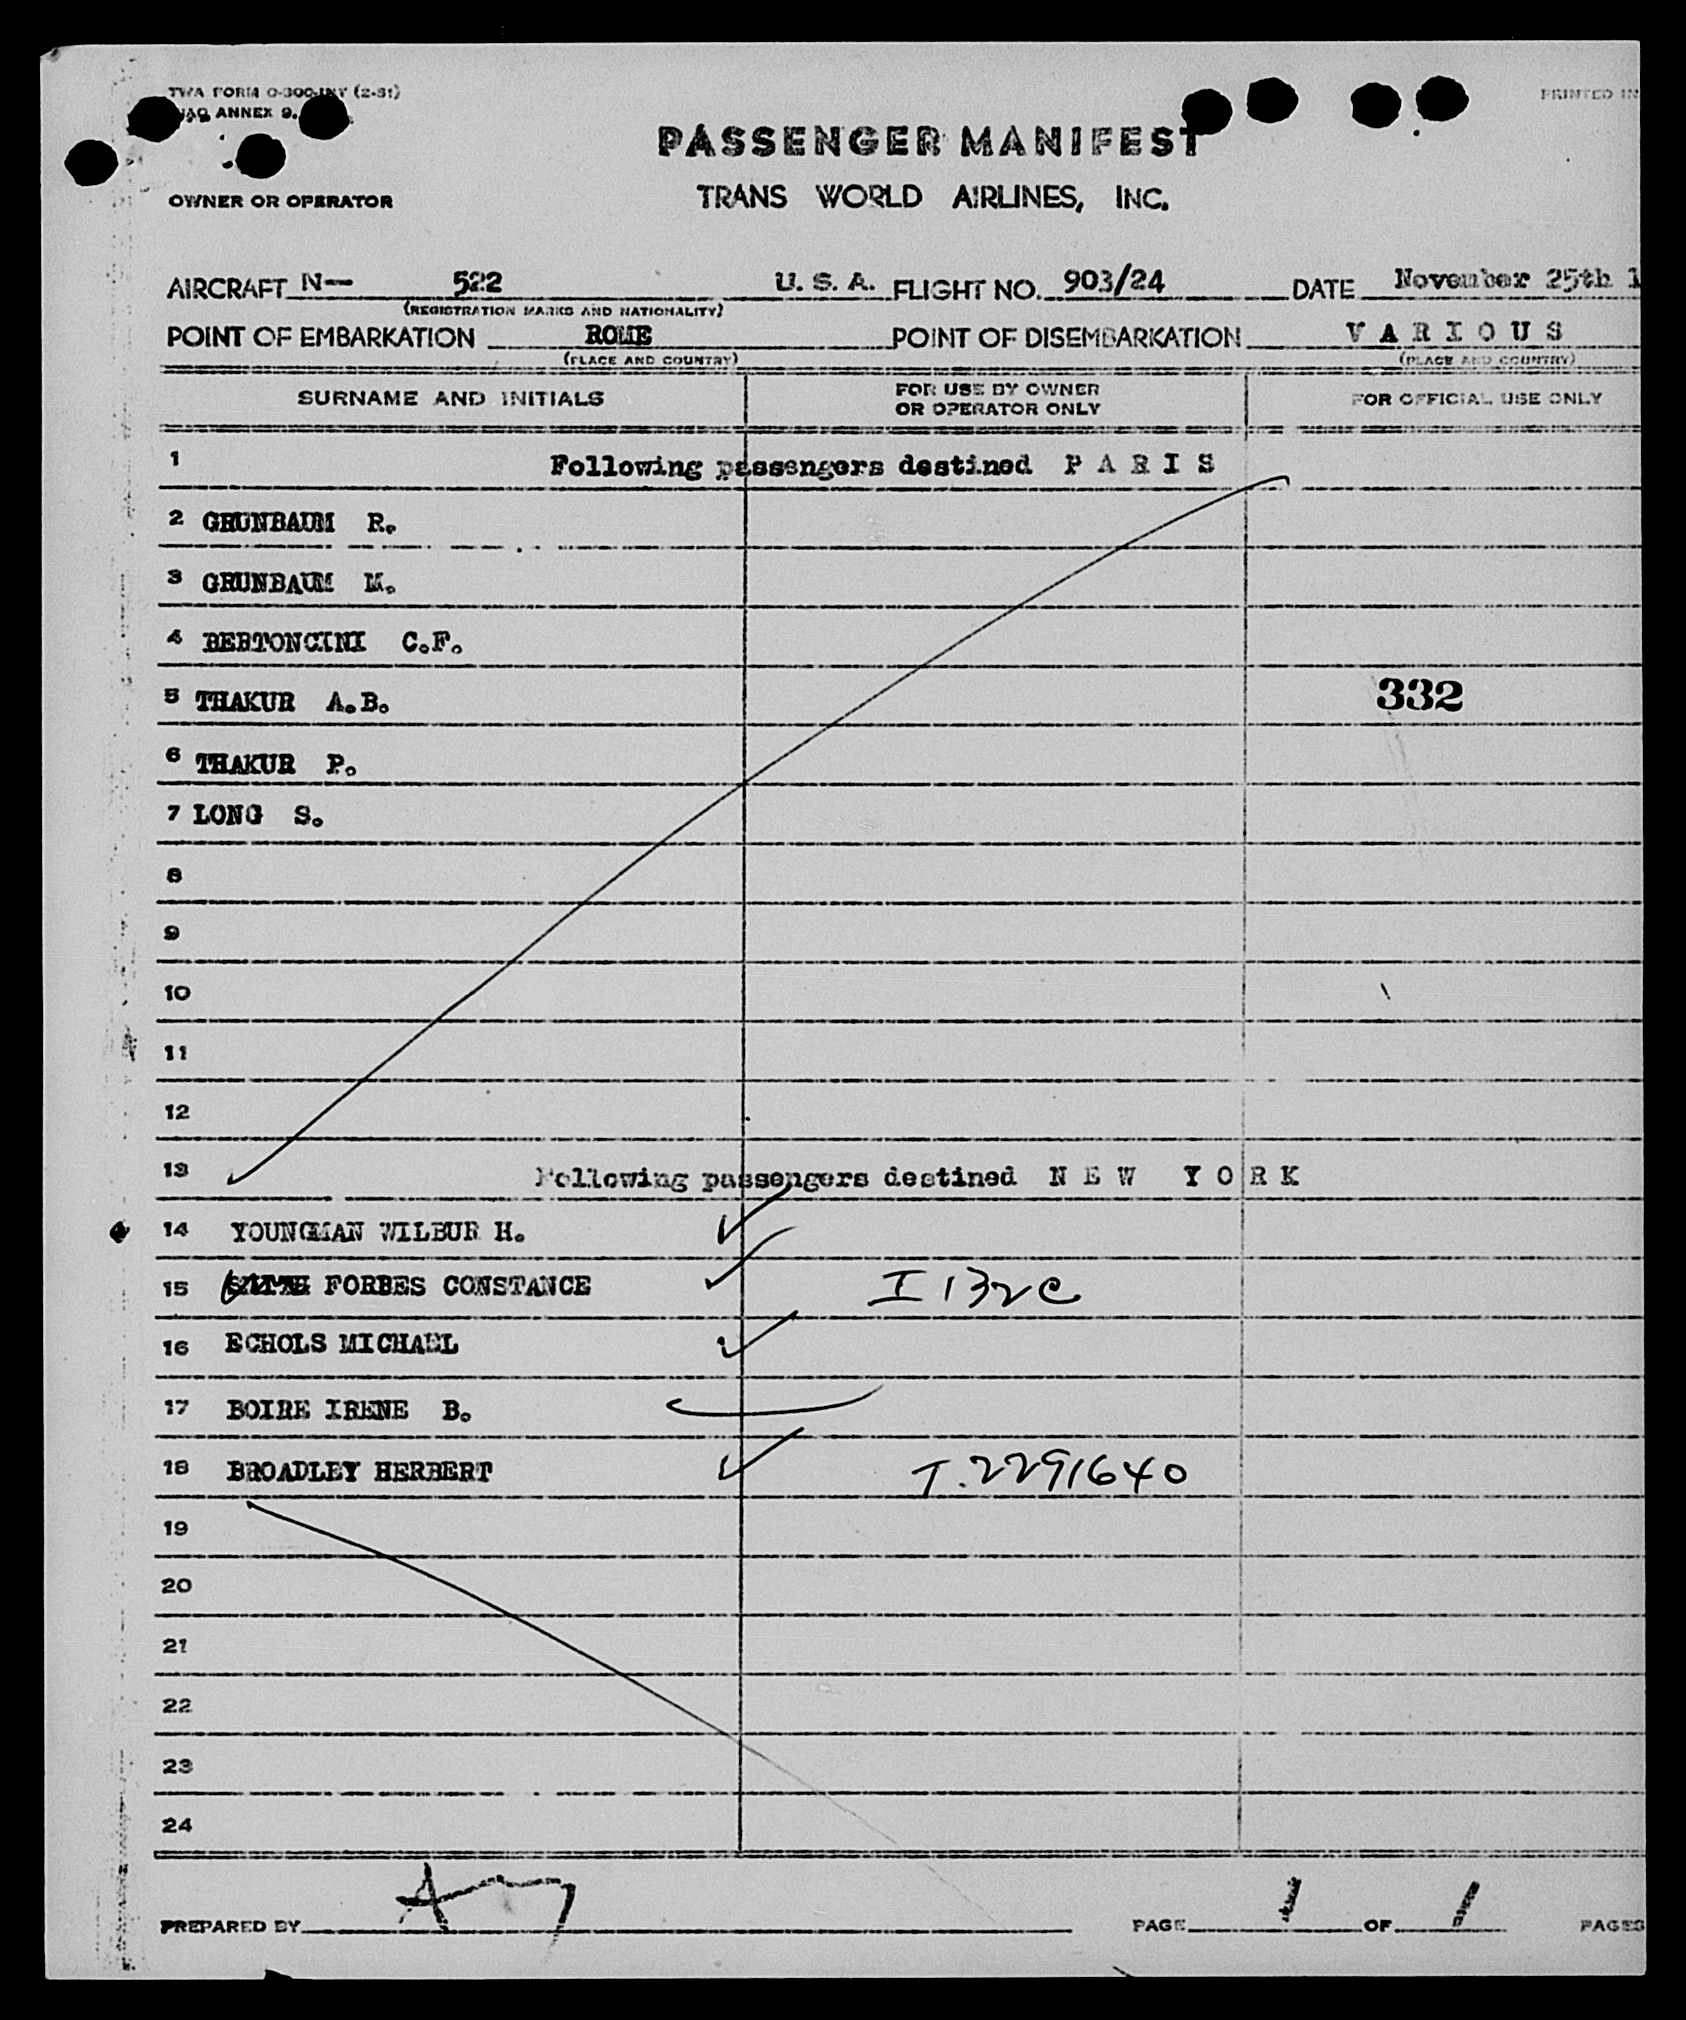 TWA FORM O-300-INT (2-51)
ANNEX 9.
PRINTED IN
PASSENGER MANIFEST
OWNER OR OPERATOR
TRANS WORLD AIRLINES, INC.
AIRCRAFT N— 522 U. S. A. FLIGHT NO. 903/24 DATE November 25th 1
(REGISTRATION MARKS AND NATIONALITY)
POINT OF EMBARKATION ROME POINT OF DISEMBARKATION V A R I O U S
(PLACE AND COUNTRY) (PLACE AND COUNTRY)
SURNAME AND INITIALS FOR USE BY OWNER OR OPERATOR ONLY FOR OFFICIAL USE ONLY
1 Following passengers destined P A R I S
2 GRUNBAUM R.
3 GRUNBAUM M.
4 BERTONCINI C.F.
5 THAKUR A.B. 332
6 THAKUR P.
7 LONG S.
8
9
10
11
12
13 Following passengers destined N E W Y O R K
14 YOUNGMAN WILBUR H.
15 FORBES CONSTANCE I 132c
16 ECHOLS MICHAEL
17 BOIRE IRENE B.
18 BROADLEY HERBERT T.2291640
19
20
21
22
23
24
PREPARED BY PAGE 1 OF 1 PAGES